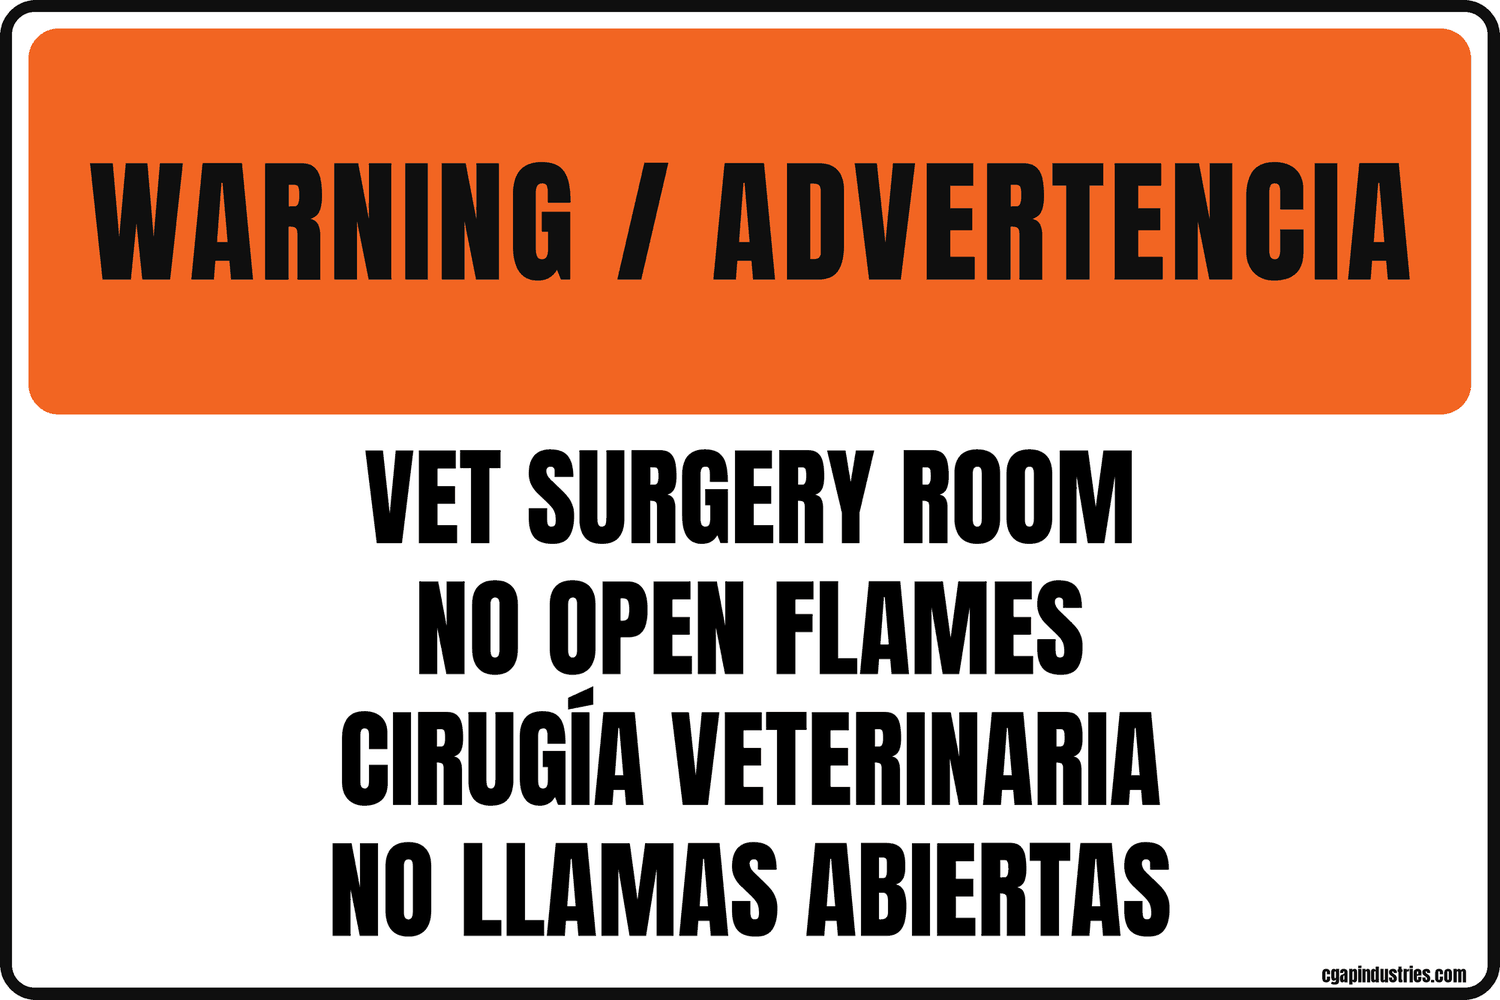 WARNING / ADVERTENCIA
VET SURGERY ROOM
NO OPEN FLAMES
CIRUGÍA VETERINARIA
NO LLAMAS ABIERTAS
cgapindustries.com